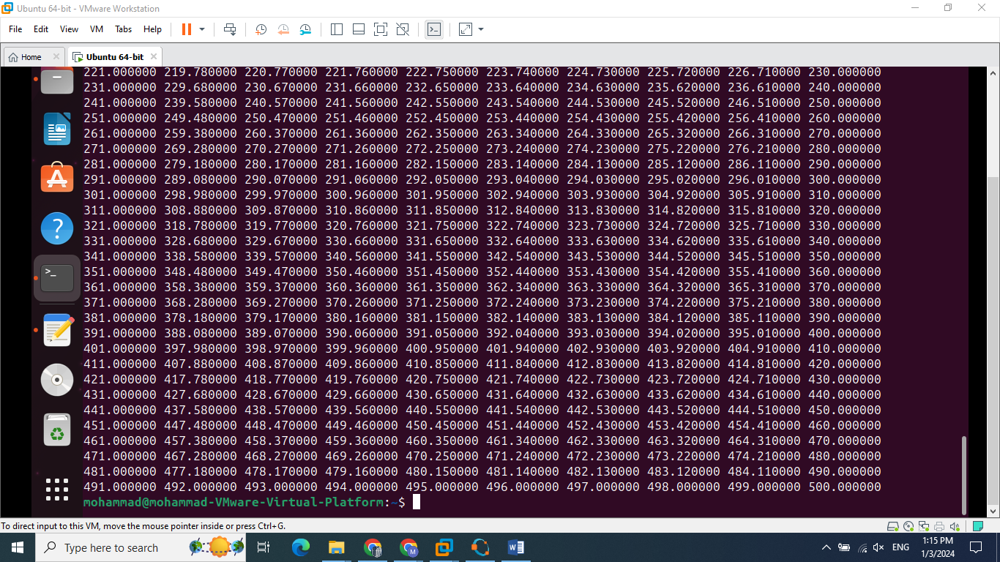 Ubuntu 64-bit - VMware Workstation
File Edit View VM Tabs Help
Home Ubuntu 64-bit
221.000000 219.780000 220.770000 221.760000 222.750000 223.740000 224.730000 225.720000 226.710000 230.000000
231.000000 229.680000 230.670000 231.660000 232.650000 233.640000 234.630000 235.620000 236.610000 240.000000
241.000000 239.580000 240.570000 241.560000 242.550000 243.540000 244.530000 245.520000 246.510000 250.000000
251.000000 249.480000 250.470000 251.460000 252.450000 253.440000 254.430000 255.420000 256.410000 260.000000
261.000000 259.380000 260.370000 261.360000 262.350000 263.340000 264.330000 265.320000 266.310000 270.000000
271.000000 269.280000 270.270000 271.260000 272.250000 273.240000 274.230000 275.220000 276.210000 280.000000
281.000000 279.180000 280.170000 281.160000 282.150000 283.140000 284.130000 285.120000 286.110000 290.000000
291.000000 289.080000 290.070000 291.060000 292.050000 293.040000 294.030000 295.020000 296.010000 300.000000
301.000000 298.980000 299.970000 300.960000 301.950000 302.940000 303.930000 304.920000 305.910000 310.000000
311.000000 308.880000 309.870000 310.860000 311.850000 312.840000 313.830000 314.820000 315.810000 320.000000
321.000000 318.780000 319.770000 320.760000 321.750000 322.740000 323.730000 324.720000 325.710000 330.000000
331.000000 328.680000 329.670000 330.660000 331.650000 332.640000 333.630000 334.620000 335.610000 340.000000
341.000000 338.580000 339.570000 340.560000 341.550000 342.540000 343.530000 344.520000 345.510000 350.000000
351.000000 348.480000 349.470000 350.460000 351.450000 352.440000 353.430000 354.420000 355.410000 360.000000
361.000000 358.380000 359.370000 360.360000 361.350000 362.340000 363.330000 364.320000 365.310000 370.000000
371.000000 368.280000 369.270000 370.260000 371.250000 372.240000 373.230000 374.220000 375.210000 380.000000
381.000000 378.180000 379.170000 380.160000 381.150000 382.140000 383.130000 384.120000 385.110000 390.000000
391.000000 388.080000 389.070000 390.060000 391.050000 392.040000 393.030000 394.020000 395.010000 400.000000
401.000000 397.980000 398.970000 399.960000 400.950000 401.940000 402.930000 403.920000 404.910000 410.000000
411.000000 407.880000 408.870000 409.860000 410.850000 411.840000 412.830000 413.820000 414.810000 420.000000
421.000000 417.780000 418.770000 419.760000 420.750000 421.740000 422.730000 423.720000 424.710000 430.000000
431.000000 427.680000 428.670000 429.660000 430.650000 431.640000 432.630000 433.620000 434.610000 440.000000
441.000000 437.580000 438.570000 439.560000 440.550000 441.540000 442.530000 443.520000 444.510000 450.000000
451.000000 447.480000 448.470000 449.460000 450.450000 451.440000 452.430000 453.420000 454.410000 460.000000
461.000000 457.380000 458.370000 459.360000 460.350000 461.340000 462.330000 463.320000 464.310000 470.000000
471.000000 467.280000 468.270000 469.260000 470.250000 471.240000 472.230000 473.220000 474.210000 480.000000
481.000000 477.180000 478.170000 479.160000 480.150000 481.140000 482.130000 483.120000 484.110000 490.000000
491.000000 492.000000 493.000000 494.000000 495.000000 496.000000 497.000000 498.000000 499.000000 500.000000
mohammad@mohammad-VMware-Virtual-Platform:~$
To direct input to this VM, move the mouse pointer inside or press Ctrl+G.
Type here to search
ENG
1:15 PM
1/3/2024